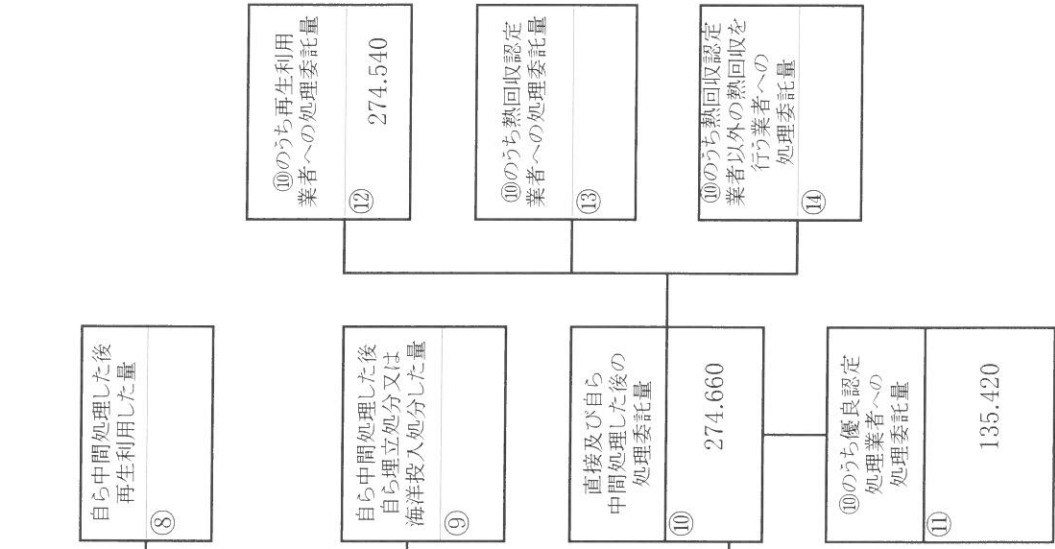 自ら中間処理した後
再生利用した量
⑧
自ら中間処理した後
自ら埋立処分又は
海洋投入処分した量
⑨
直接及び自ら
中間処理した後の
処理委託量
⑩
274.660
⑩のうち優良認定
処理業者への
処理委託量
⑪
135.420
⑩のうち再生利用
業者への処理委託量
⑫
274.540
⑩のうち熱回収認定
業者への処理委託量
⑬
⑩のうち熱回収認定
業者以外の熱回収を
行う業者への
処理委託量
⑭